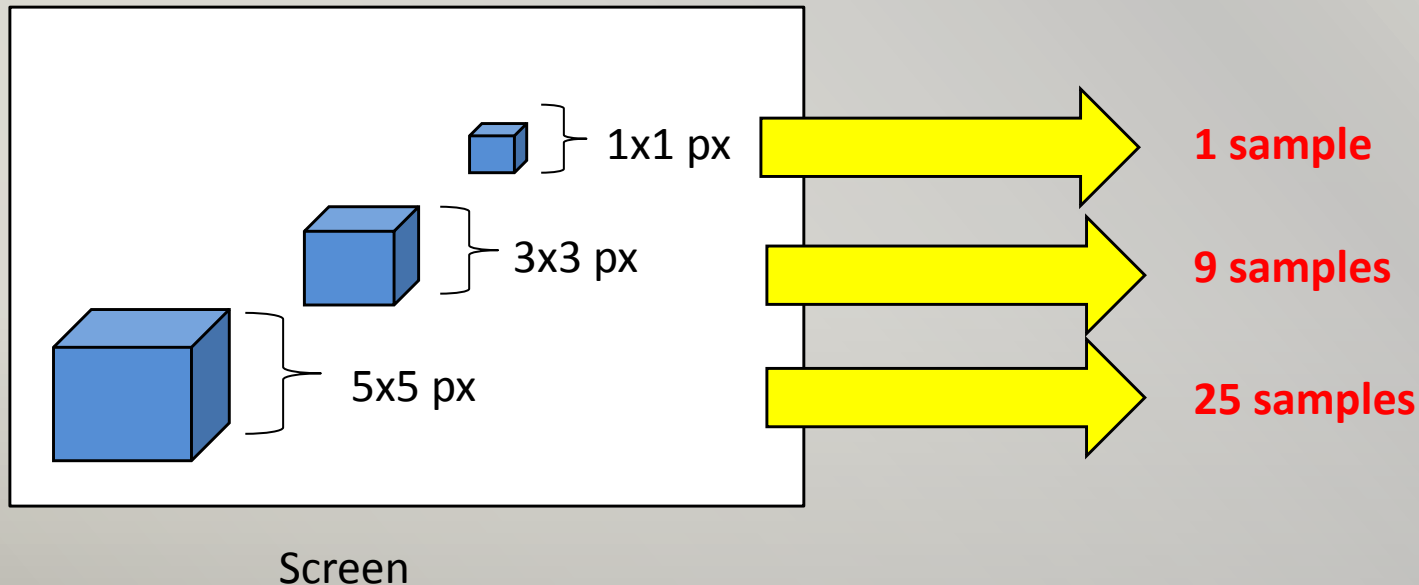 1x1 px
1 sample
3x3 px
9 samples
5x5 px
25 samples
Screen